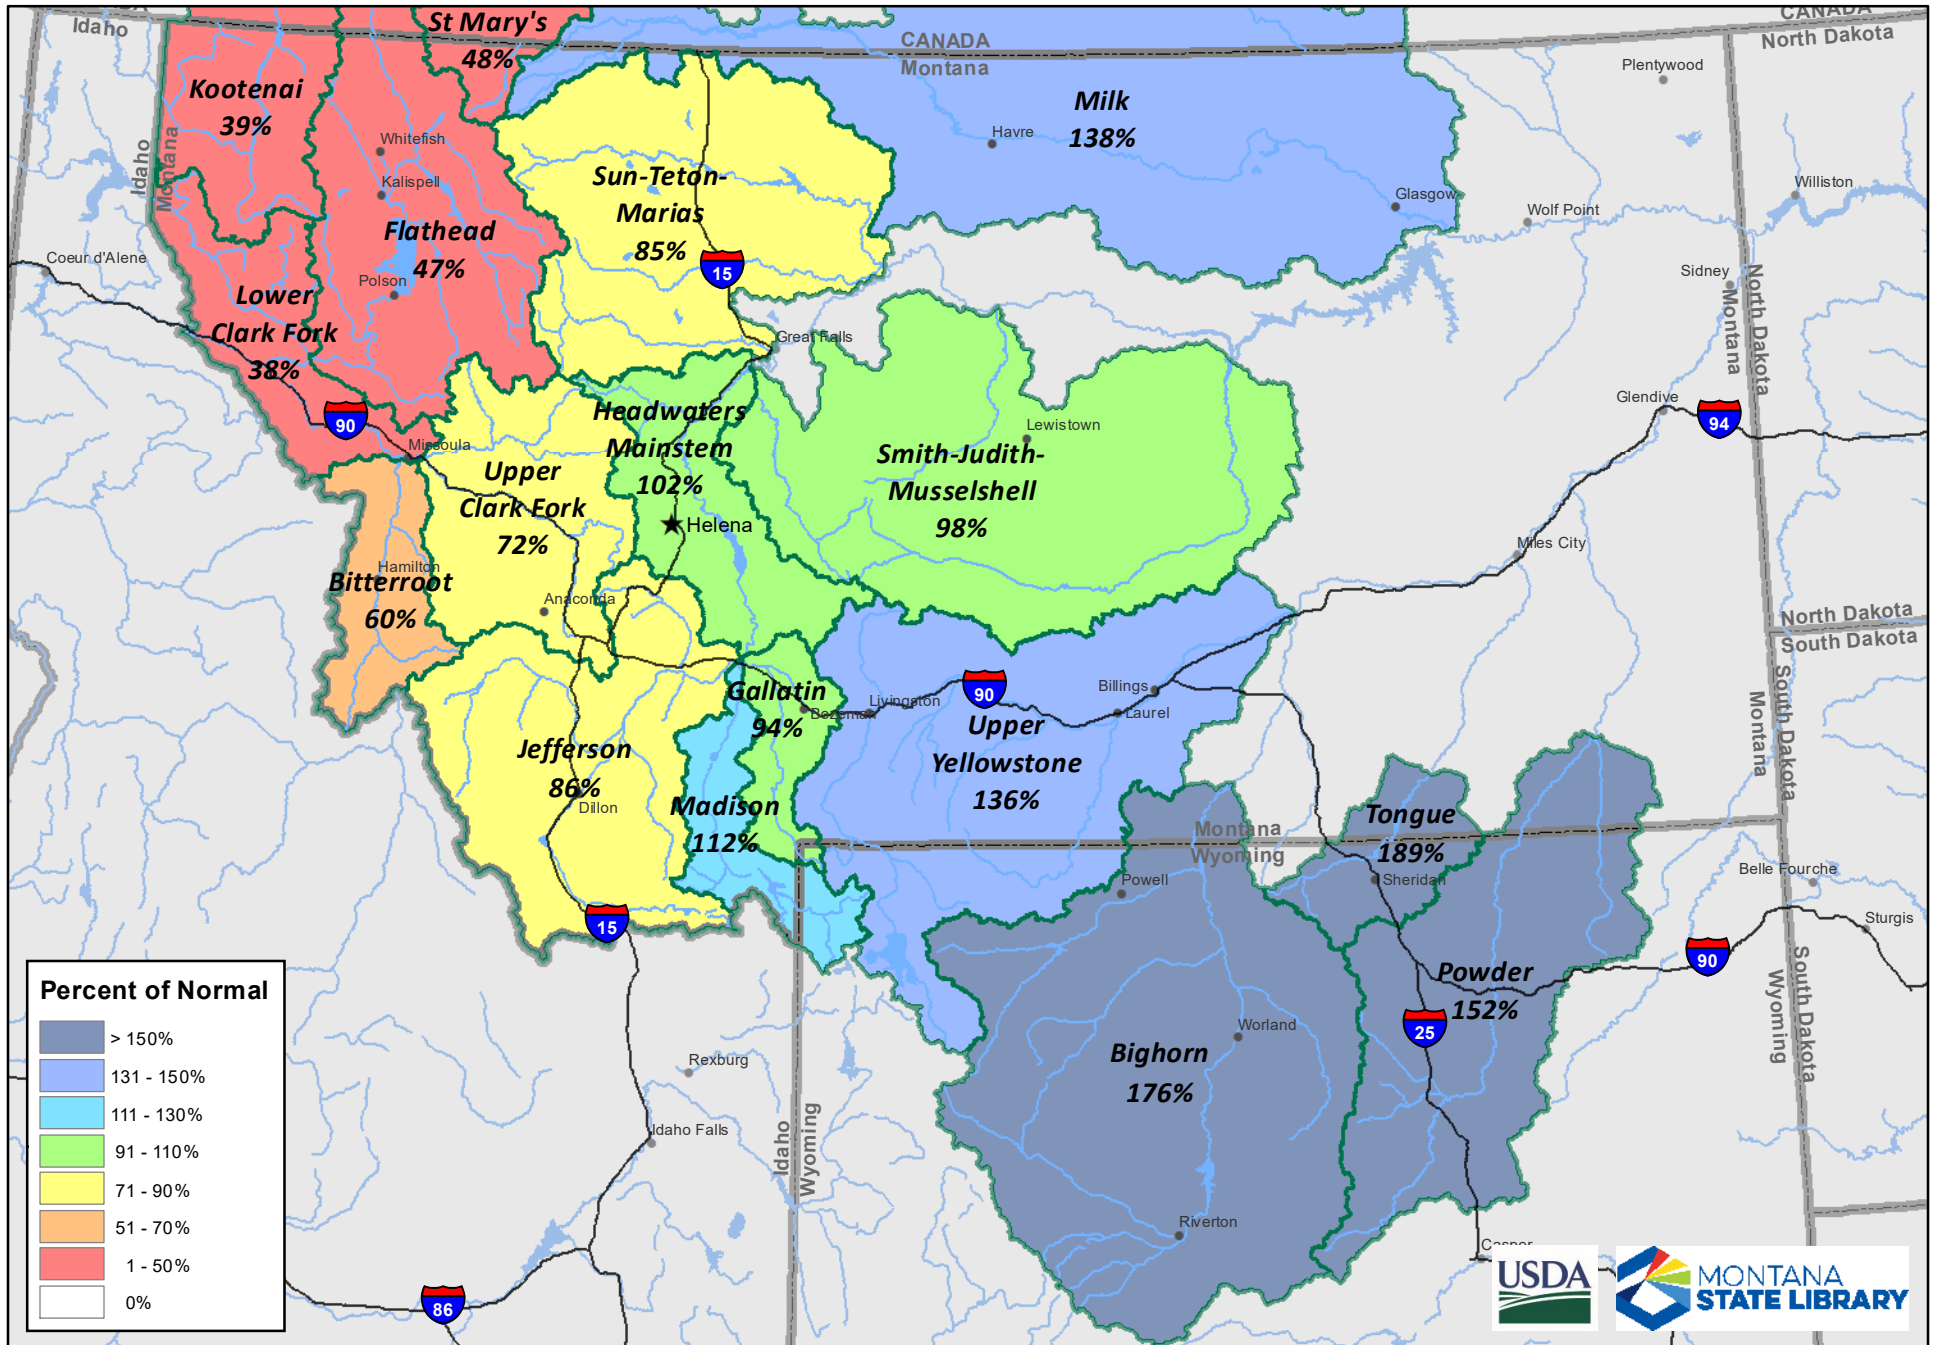 CANADA
Idaho
St Mary's
48%
CANADA
Montana
CANADA
North Dakota
Kootenai
39%
Plentywood
Milk
138%
Havre
Whitefish
Idaho
Montana
Kalispell
Sun-Teton-
Marias
85%
Glasgow
Wolf Point
Williston
Flathead
47%
Coeur d'Alene
Polson
15
Sidney
North Dakota
Montana
Lower
Clark Fork
38%
Great Falls
90
Missoula
Headwaters
Mainstem
102%
Lewistown
Glendive
94
Upper
Clark Fork
72%
Smith-Judith-
Musselshell
98%
Helena
Miles City
Hamilton
Bitterroot
60%
Anaconda
North Dakota
South Dakota
Gallatin
94%
Bozeman
Livingston
90
Billings
Laurel
South Dakota
Montana
Jefferson
86%
Dillon
Upper
Yellowstone
136%
Madison
112%
Montana
Wyoming
Tongue
189%
Sheridan
Powell
Belle Fourche
Sturgis
15
90
Powder
152%
25
South Dakota
Wyoming
Worland
Bighorn
176%
Rexburg
Idaho Falls
Idaho
Wyoming
Riverton
Casper
86
Percent of Normal
> 150%
131 - 150%
111 - 130%
91 - 110%
71 - 90%
51 - 70%
1 - 50%
0%
USDA
MONTANA
STATE LIBRARY